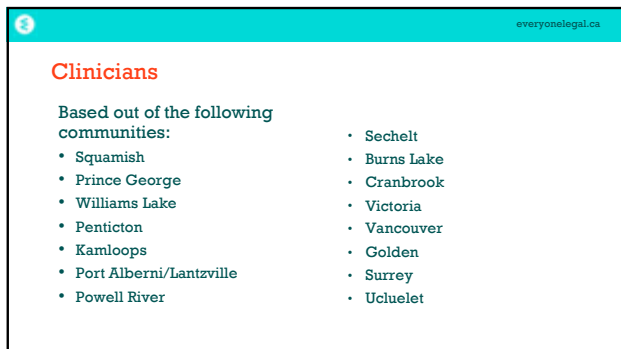 everyonelegal.ca
Clinicians
Based out of the following
communities:
• Squamish
• Prince George
• Williams Lake
• Penticton
• Kamloops
• Port Alberni/Lantzville
• Powell River
• Sechelt
• Burns Lake
• Cranbrook
• Victoria
• Vancouver
• Golden
• Surrey
• Ucluelet